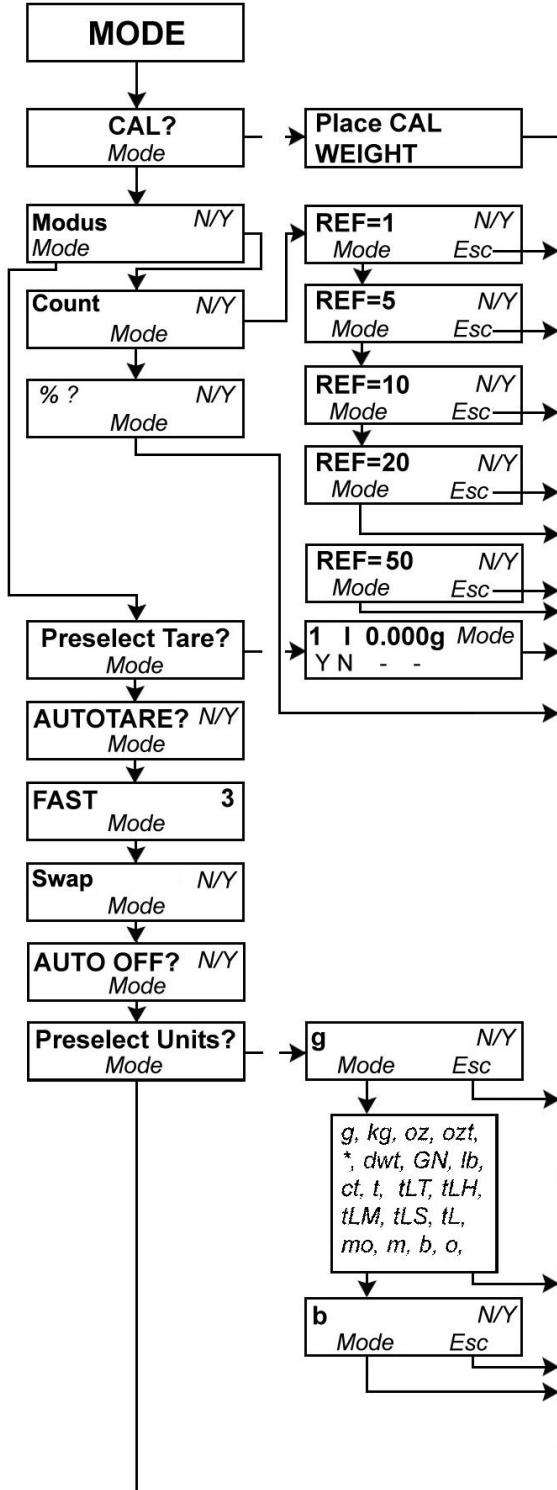 MODE
CAL?
Mode
Place CAL
WEIGHT
Modus N/Y
Mode
Count N/Y
Mode
% ? N/Y
Mode
REF=1 N/Y
Mode Esc
REF=5 N/Y
Mode Esc
REF=10 N/Y
Mode Esc
REF=20 N/Y
Mode Esc
REF=50 N/Y
Mode Esc
Preselect Tare?
Mode
1 I 0.000g Mode
Y N - -
AUTOTARE? N/Y
Mode
FAST 3
Mode
Swap N/Y
Mode
AUTO OFF? N/Y
Mode
Preselect Units?
Mode
g N/Y
Mode Esc
g, kg, oz, ozt,
*, dwt, GN, lb,
ct, t, tLT, tLH,
tLM, tLS, tL,
mo, m, b, o,
b N/Y
Mode Esc